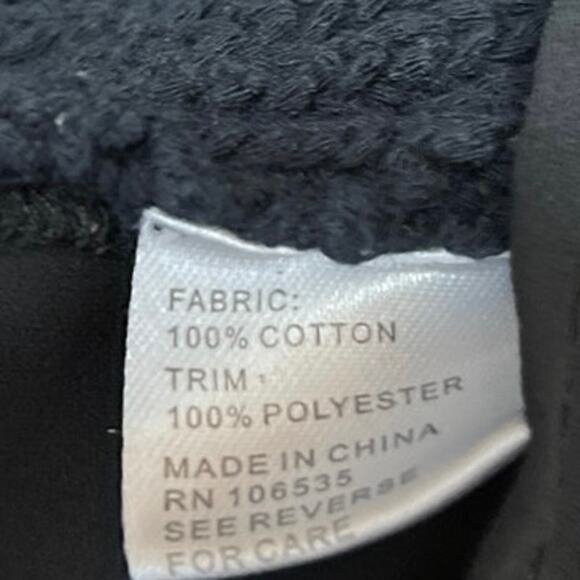 FABRIC:
100% COTTON
TRIM:
100% POLYESTER
MADE IN CHINA
RN 106535
SEE REVERSE
FOR CARE